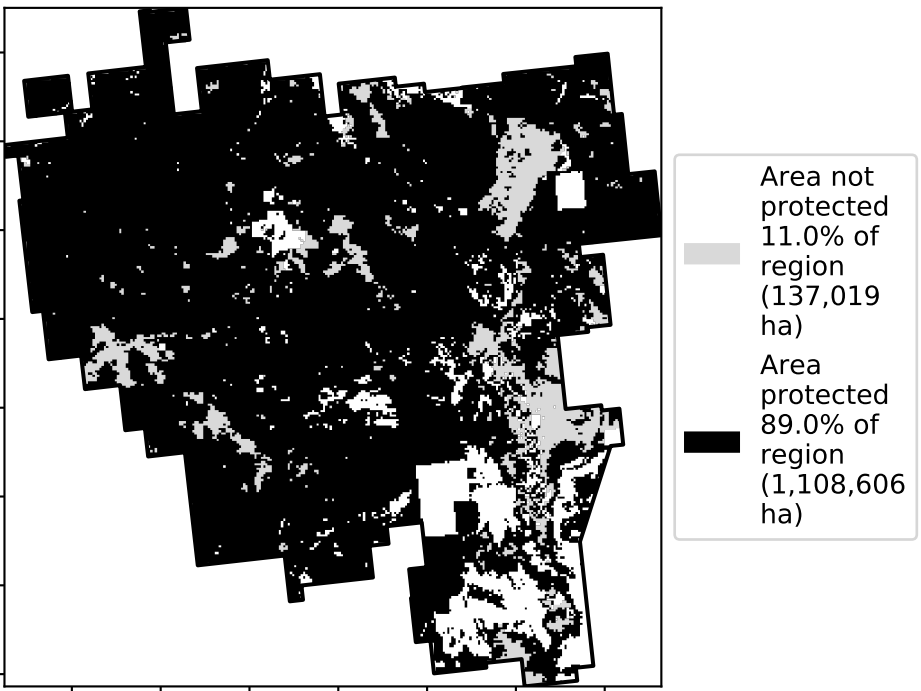 Area not
protected
11.0% of
region
(137,019
ha)
Area
protected
89.0% of
region
(1,108,606
ha)